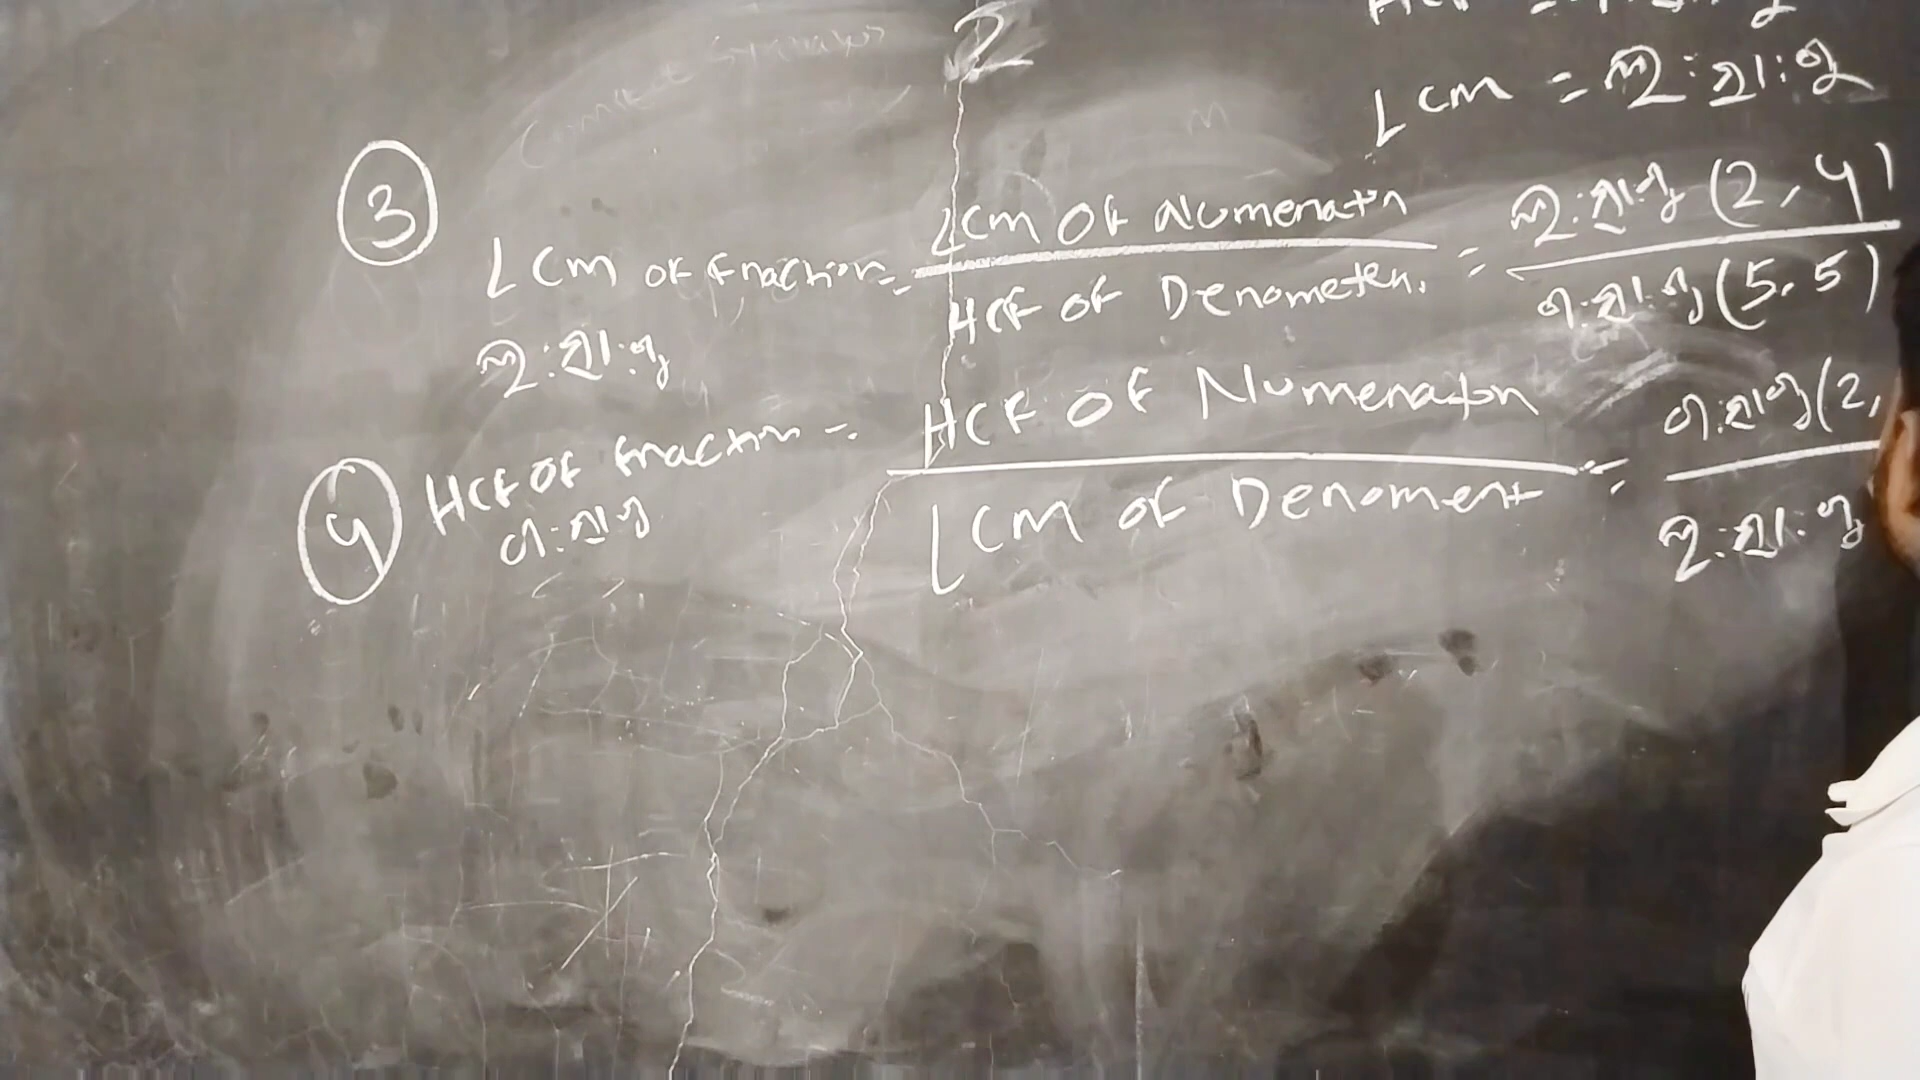 2
LCM = ଲ.ସା.ଗୁ
③
LCM of fraction = LCM of Numerator / HCF of Denometer. = ଲ.ସା.ଗୁ (2, 4) / ଗ.ସା.ଗୁ (5, 5)
ଲ.ସା.ଗୁ
④ HCF of fraction = HCF of Numerator / LCM of Denoment = ଗ.ସା.ଗୁ (2, / ଲ.ସା.ଗୁ
ଗ.ସା.ଗୁ